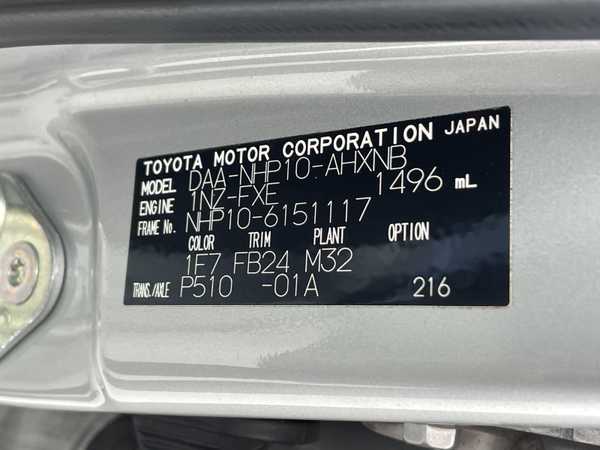 TOYOTA MOTOR CORPORATION JAPAN
MODEL DAA-NHP10-AHXNB
ENGINE 1NZ-FXE 1496 mL
FRAME No. NHP10-6151117
COLOR TRIM PLANT OPTION
1F7 FB24 M32
TRANS./AXLE P510 -01A 216